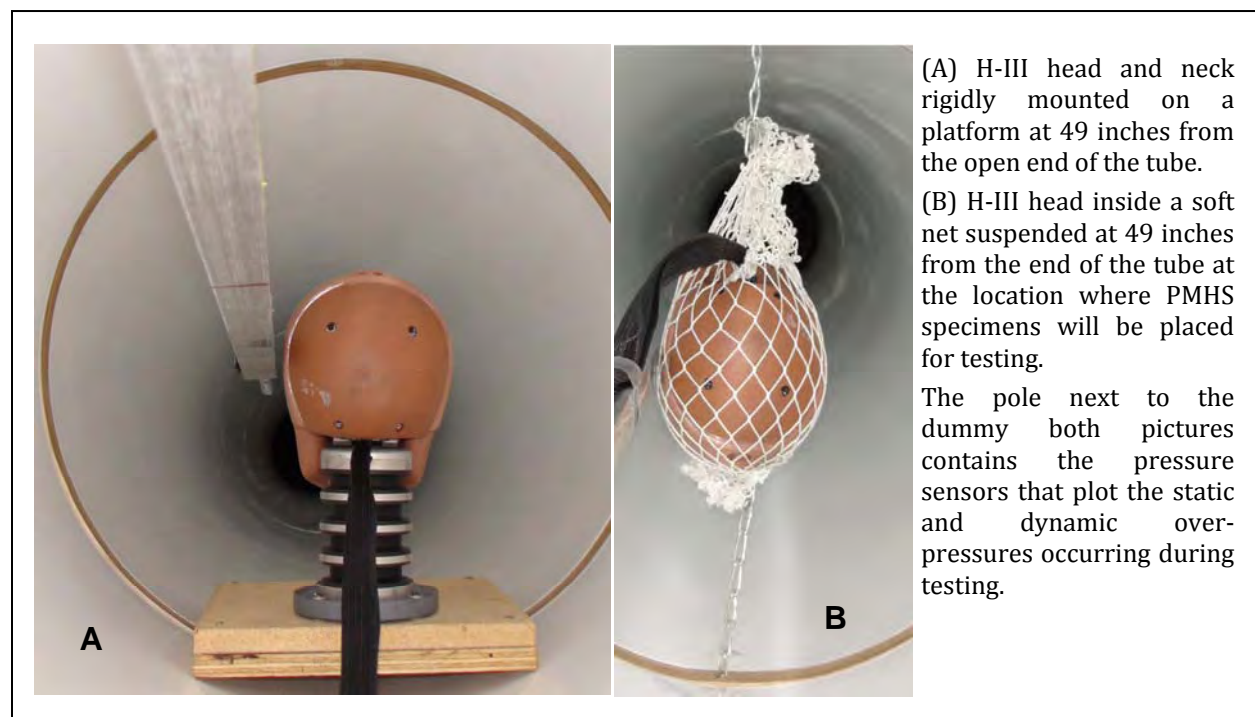 A
B
(A) H-III head and neck
rigidly mounted on a
platform at 49 inches from
the open end of the tube.
(B) H-III head inside a soft
net suspended at 49 inches
from the end of the tube at
the location where PMHS
specimens will be placed
for testing.
The pole next to the
dummy both pictures
contains the pressure
sensors that plot the static
and dynamic over-
pressures occurring during
testing.